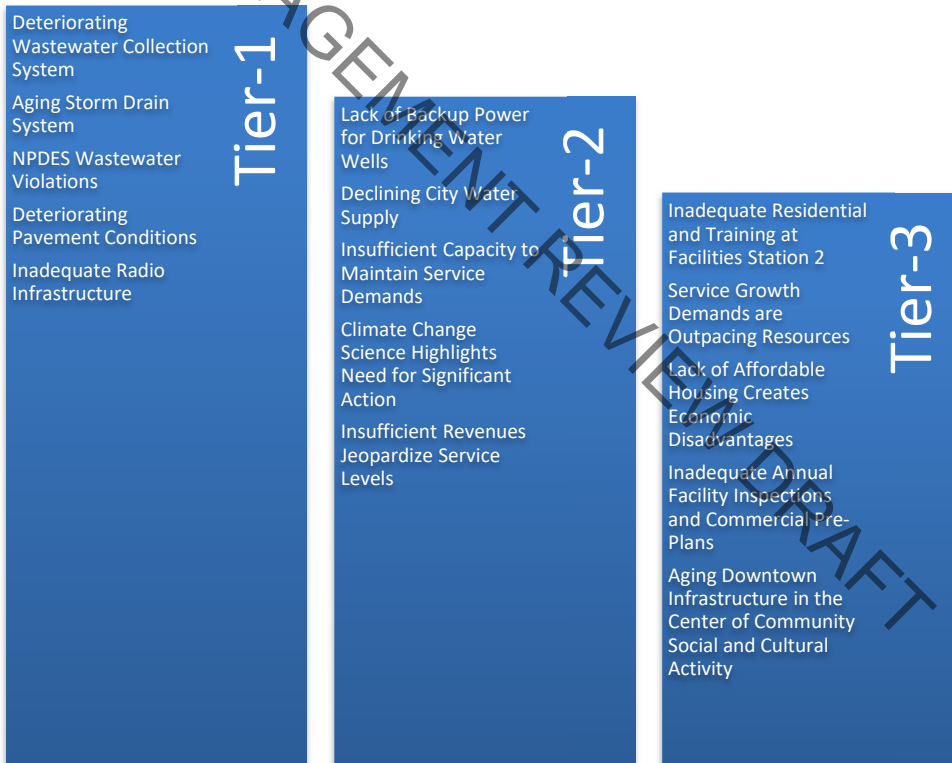 Deteriorating
Wastewater Collection
System
Aging Storm Drain
System
NPDES Wastewater
Violations
Deteriorating
Pavement Conditions
Inadequate Radio
Infrastructure
Tier-1
Lack of Backup Power
for Drinking Water
Wells
Declining City Water
Supply
Insufficient Capacity to
Maintain Service
Demands
Climate Change
Science Highlights
Need for Significant
Action
Insufficient Revenues
Jeopardize Service
Levels
Tier-2
Inadequate Residential
and Training at
Facilities Station 2
Service Growth
Demands are
Outpacing Resources
Lack of Affordable
Housing Creates
Economic
Disadvantages
Inadequate Annual
Facility Inspections
and Commercial Pre-
Plans
Aging Downtown
Infrastructure in the
Center of Community
Social and Cultural
Activity
Tier-3
REVIEW DRAFT